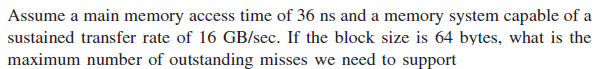 Assume a main memory access time of 36 ns and a memory system capable of a
sustained transfer rate of 16 GB/sec. If the block size is 64 bytes, what is the
maximum number of outstanding misses we need to support